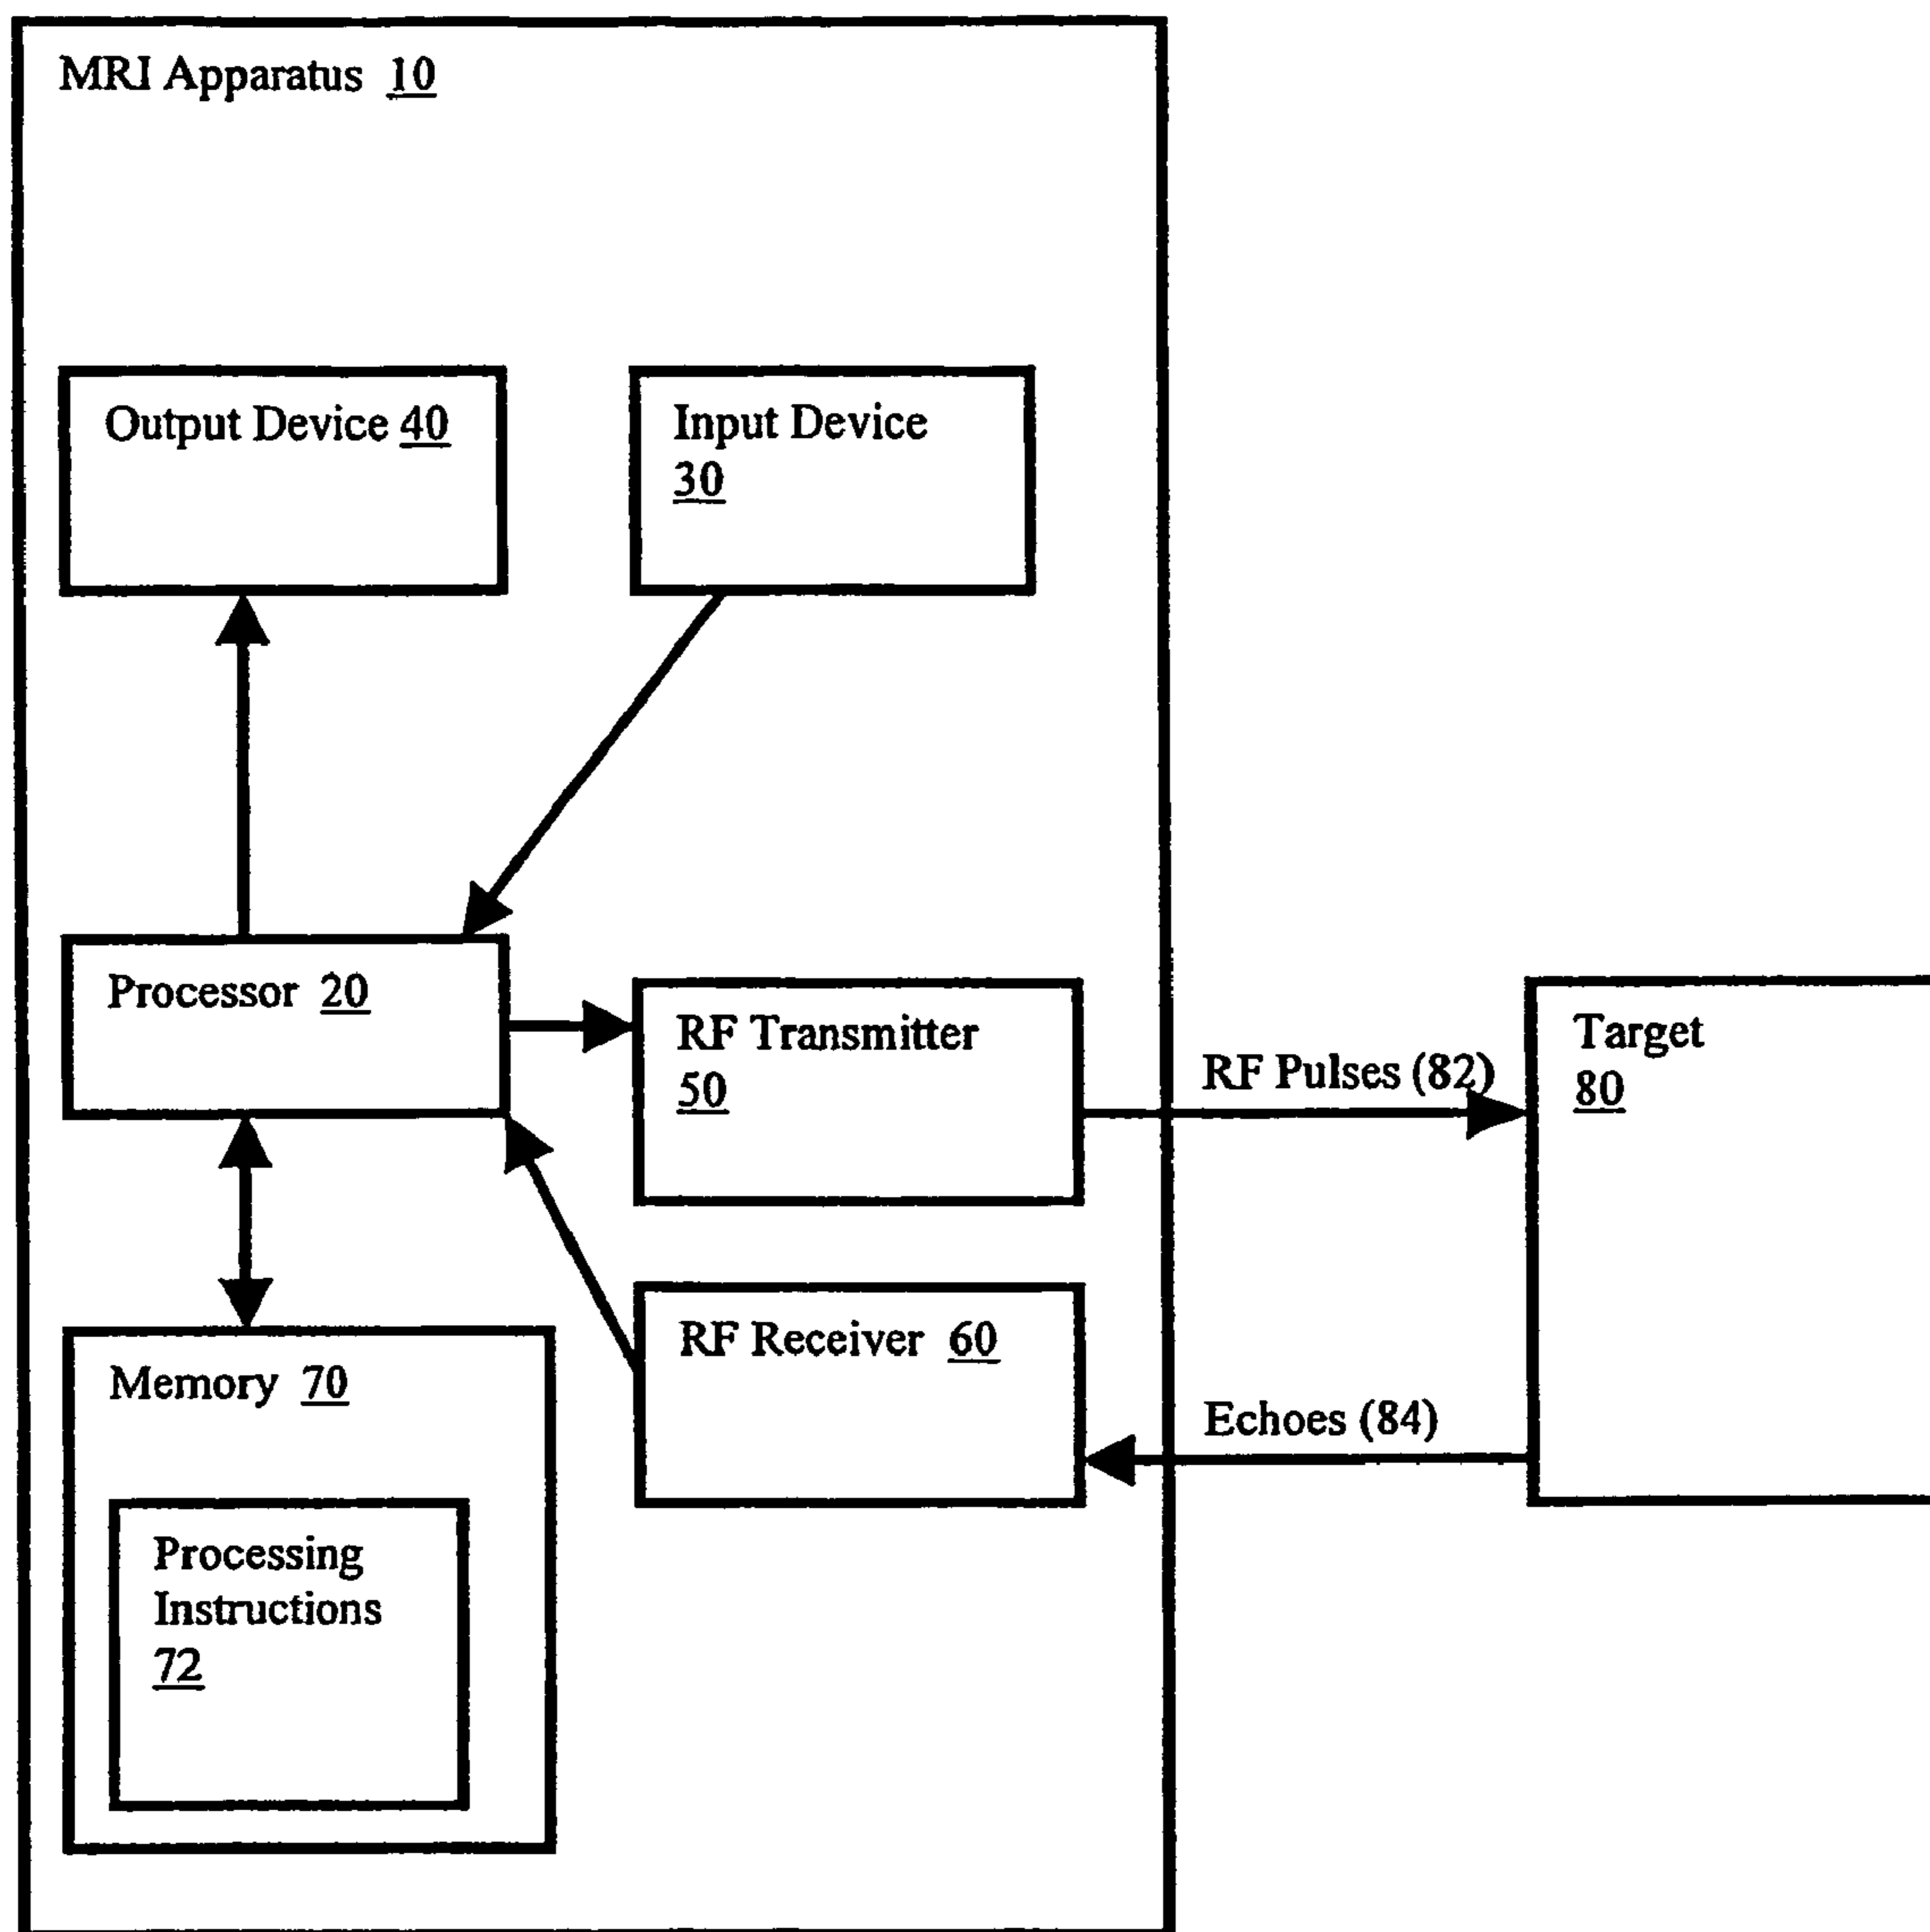 MRI Apparatus 10
Output Device 40
Input Device
30
Processor 20
RF Transmitter
50
RF Pulses (82)
Target
80
RF Receiver 60
Memory 70
Echoes (84)
Processing
Instructions
72